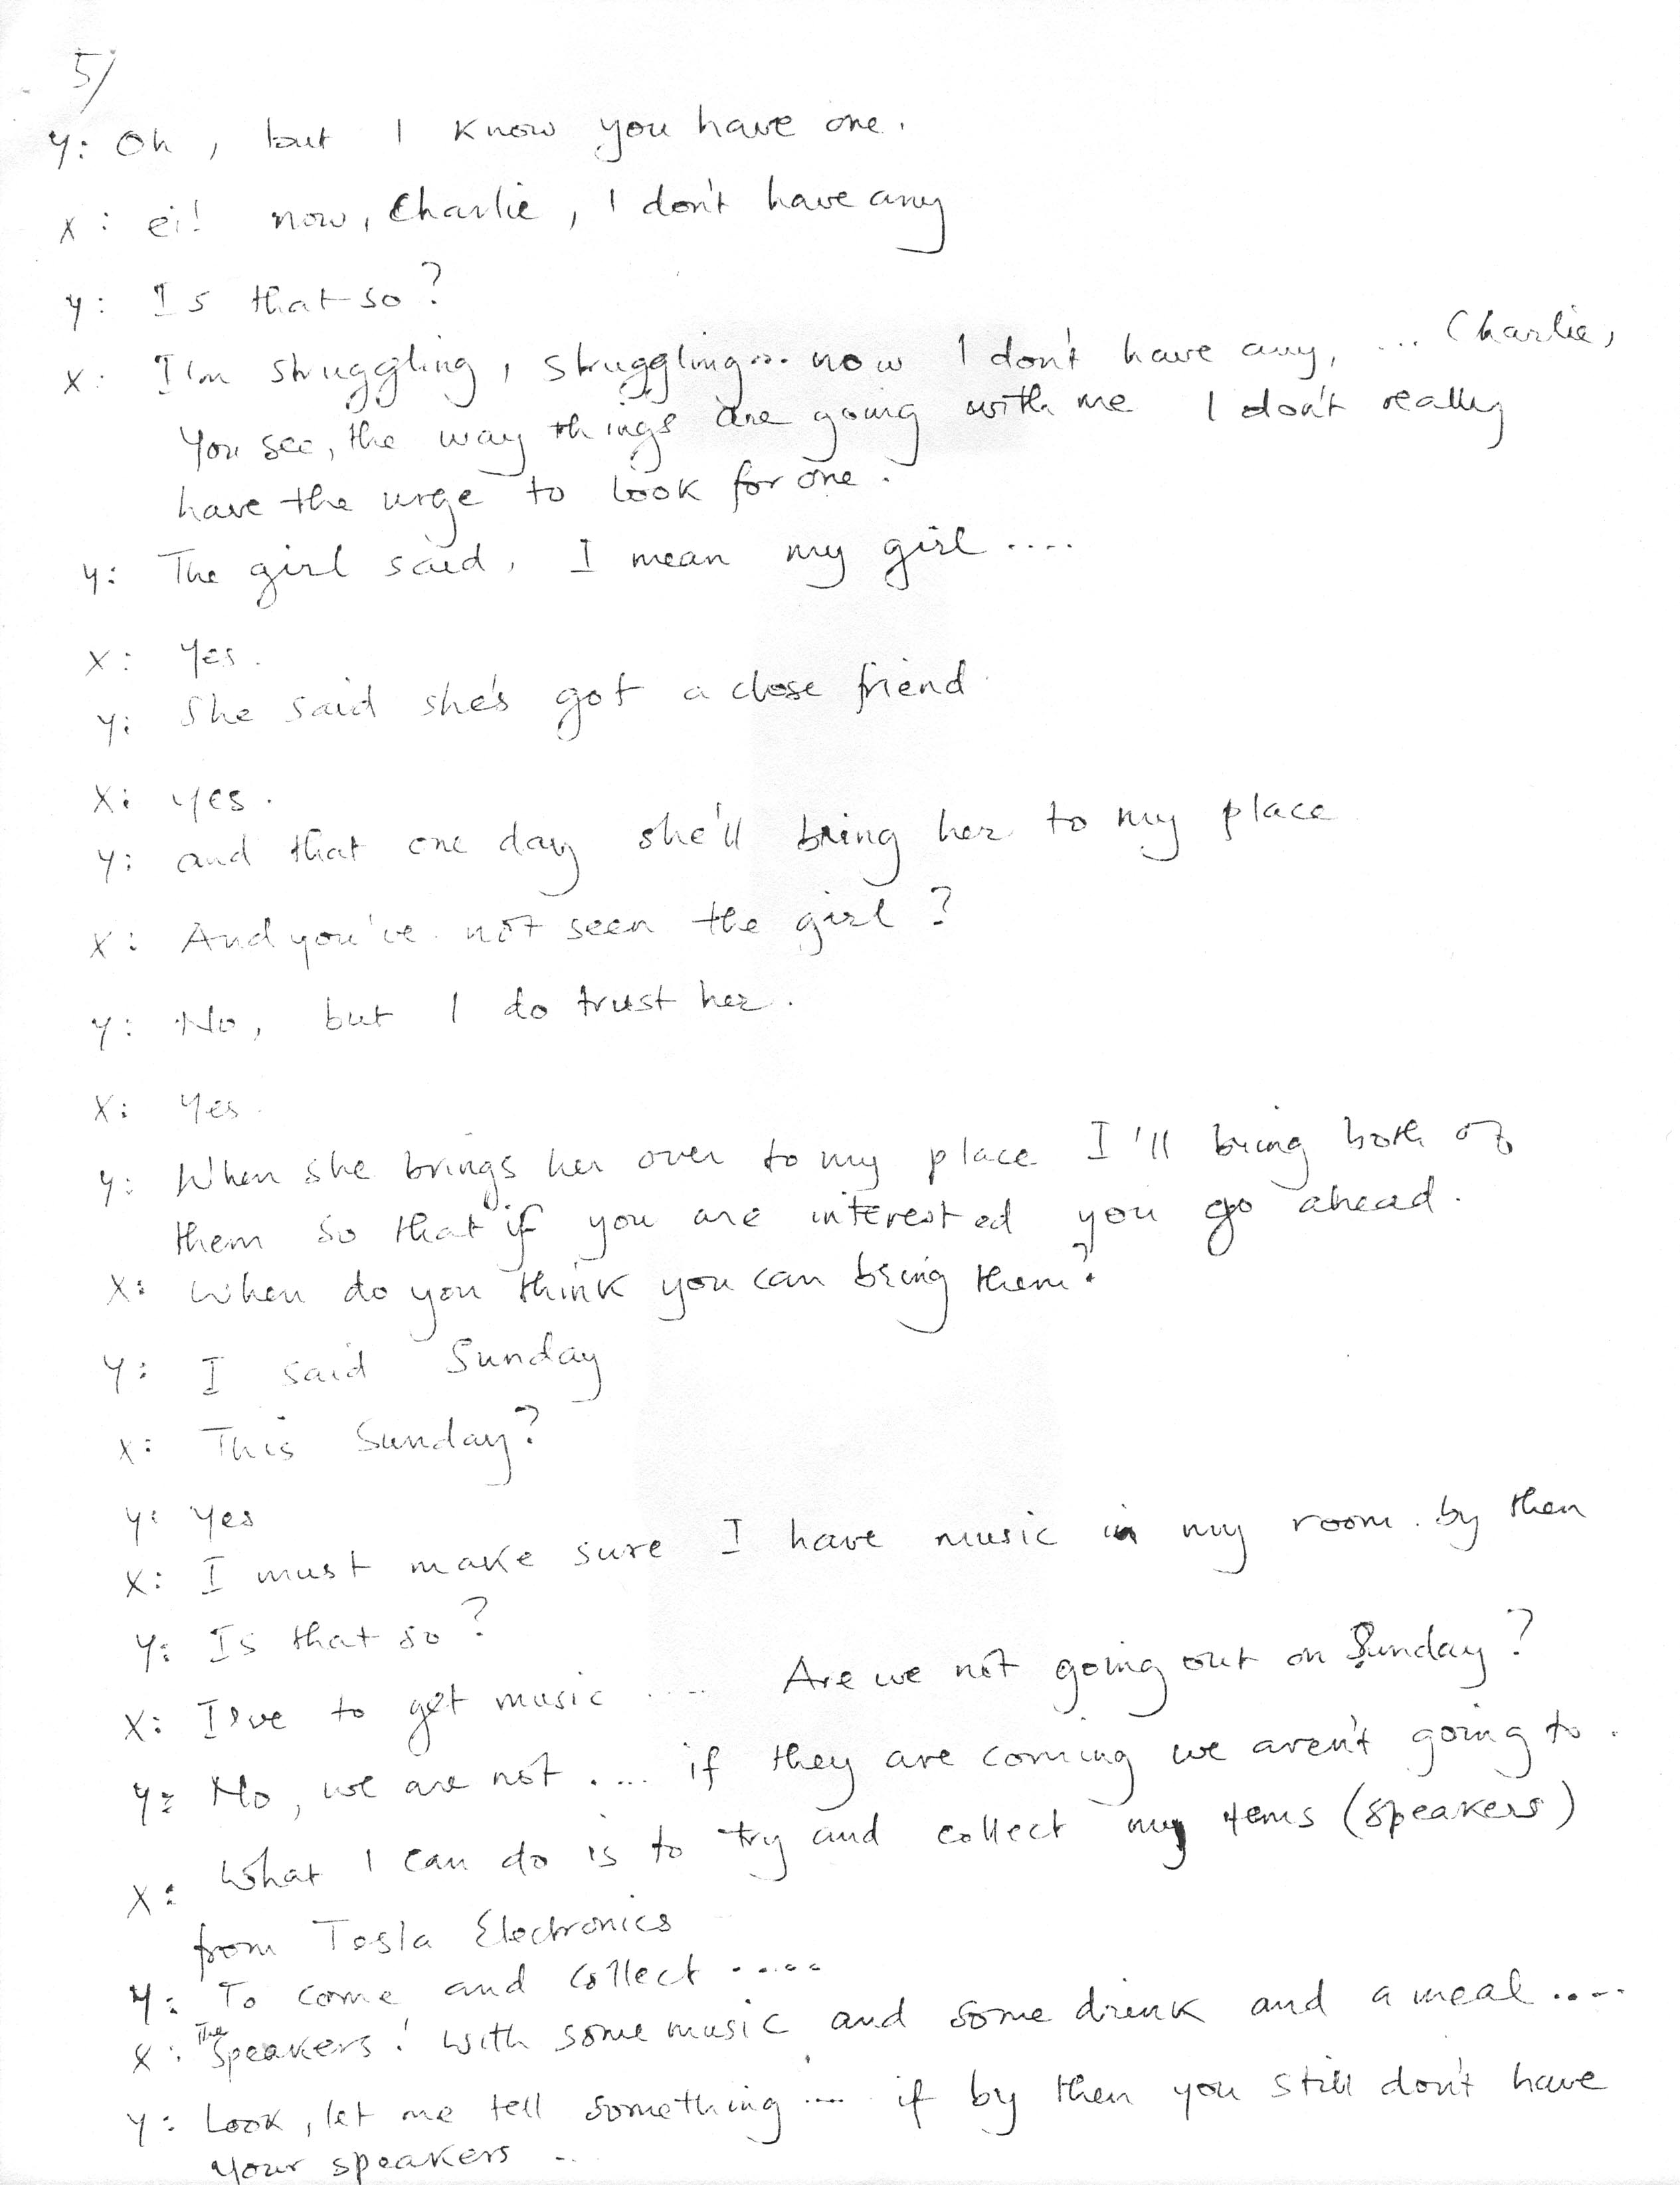 5/
Y: Oh, but I know you have one.
X: ei! now, Charlie, I don't have any
Y: Is that so?
X: I'm struggling, struggling... now I don't have any, ... Charlie,
You see, the way things are going with me I don't really
have the urge to look for one.
Y: The girl said, I mean my girl ....
X: Yes.
Y: She said she's got a close friend.
X: yes.
Y: and that one day she'll bring her to my place
X: And you've not seen the girl?
Y: No, but I do trust her.
X: Yes.
Y: When she brings her over to my place I'll bring both of
them so that if you are interested you go ahead.
X: When do you think you can bring them?
Y: I said Sunday
X: This Sunday?
Y: Yes
X: I must make sure I have music in my room by then
Y: Is that so?
X: I've to get music .... Are we not going out on Sunday?
Y: No, we are not .... if they are coming we aren't going to.
X: What I can do is to try and collect my items (speakers)
from Tesla Electronics
Y: To come and collect .....
X: The speakers! With some music and some drink and a meal ....
Y: Look, let me tell something .... if by then you still don't have
your speakers ..